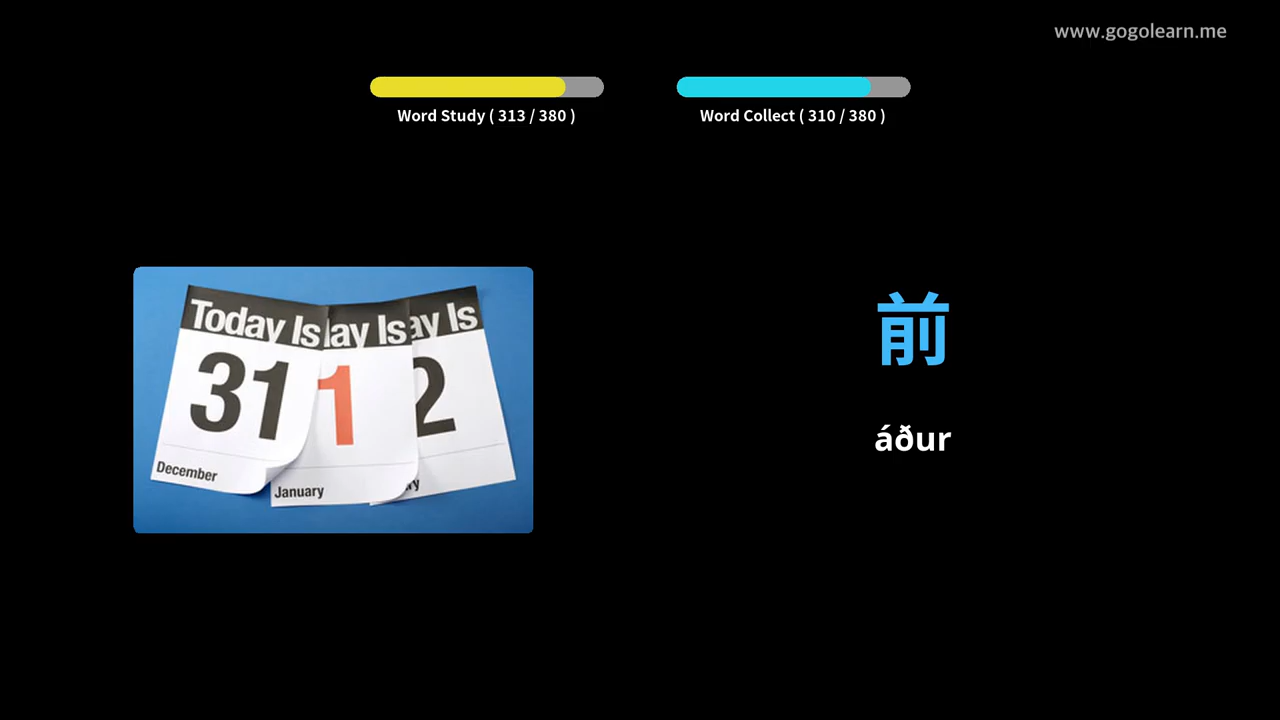 www.gogolearn.me
Word Study ( 313 / 380 )
Word Collect ( 310 / 380 )
Today Is
ay Is
ay Is
31
1
2
December
January
前
áður